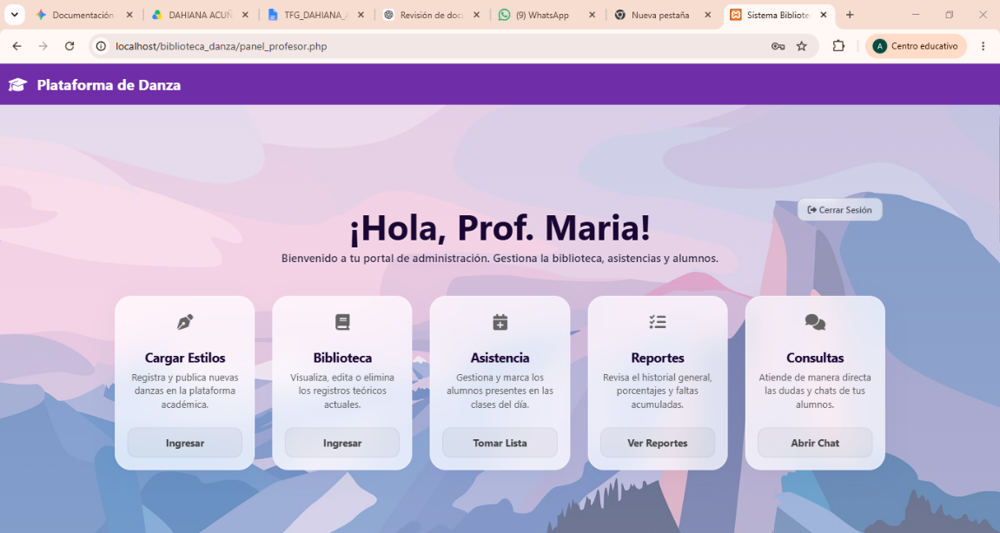 Documentación
DAHIANA ACUÑ
TFG_DAHIANA_A
Revisión de doc
(9) WhatsApp
Nueva pestaña
Sistema Bibliote
localhost/biblioteca_danza/panel_profesor.php
A
Centro educativo
Plataforma de Danza
Cerrar Sesión
¡Hola, Prof. Maria!
Bienvenido a tu portal de administración. Gestiona la biblioteca, asistencias y alumnos.
Cargar Estilos
Registra y publica nuevas
danzas en la plataforma
académica.
Ingresar
Biblioteca
Visualiza, edita o elimina
los registros teóricos
actuales.
Ingresar
Asistencia
Gestiona y marca los
alumnos presentes en las
clases del día.
Tomar Lista
Reportes
Revisa el historial general,
porcentajes y faltas
acumuladas.
Ver Reportes
Consultas
Atiende de manera directa
las dudas y chats de tus
alumnos.
Abrir Chat